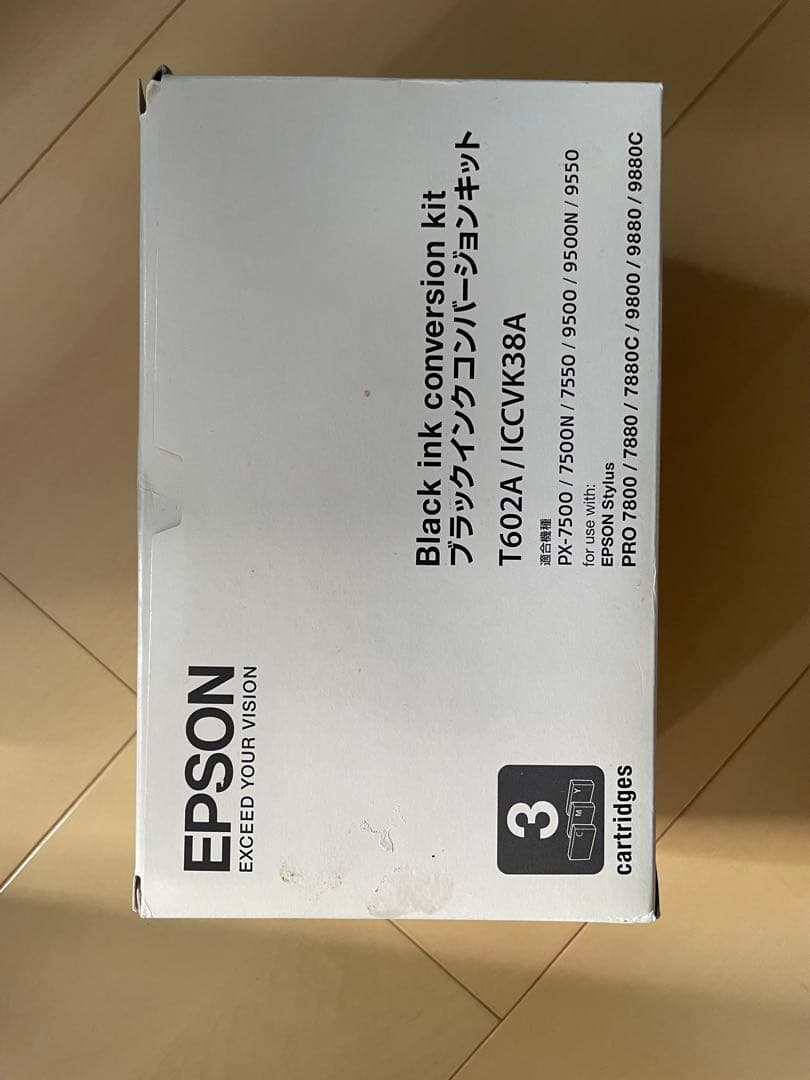 EPSON
EXCEED YOUR VISION
Black ink conversion kit
ブラックインクコンバージョンキット
T602A / ICCVK38A
適合機種
PX-7500 / 7500N / 7550 / 9500 / 9500N / 9550
for use with:
EPSON Stylus
PRO 7800 / 7880 / 7880C / 9800 / 9880 / 9880C
3
C M Y
cartridges